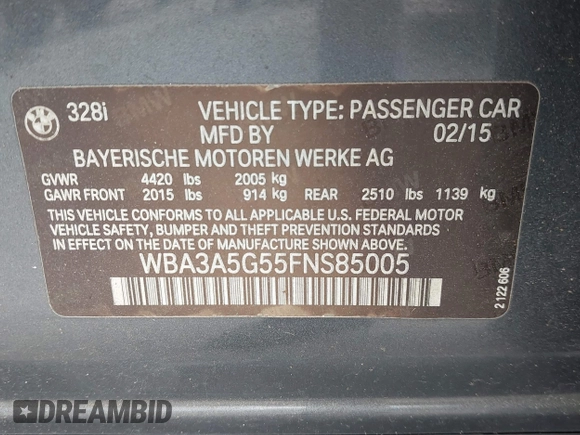 328i VEHICLE TYPE: PASSENGER CAR
MFD BY 02/15
BAYERISCHE MOTOREN WERKE AG
GVWR 4420 lbs 2005 kg
GAWR FRONT 2015 lbs 914 kg REAR 2510 lbs 1139 kg
THIS VEHICLE CONFORMS TO ALL APPLICABLE U.S. FEDERAL MOTOR
VEHICLE SAFETY, BUMPER AND THEFT PREVENTION STANDARDS
IN EFFECT ON THE DATE OF MANUFACTURE SHOWN ABOVE.
WBA3A5G55FNS85005
2 122 606
DREAMBID